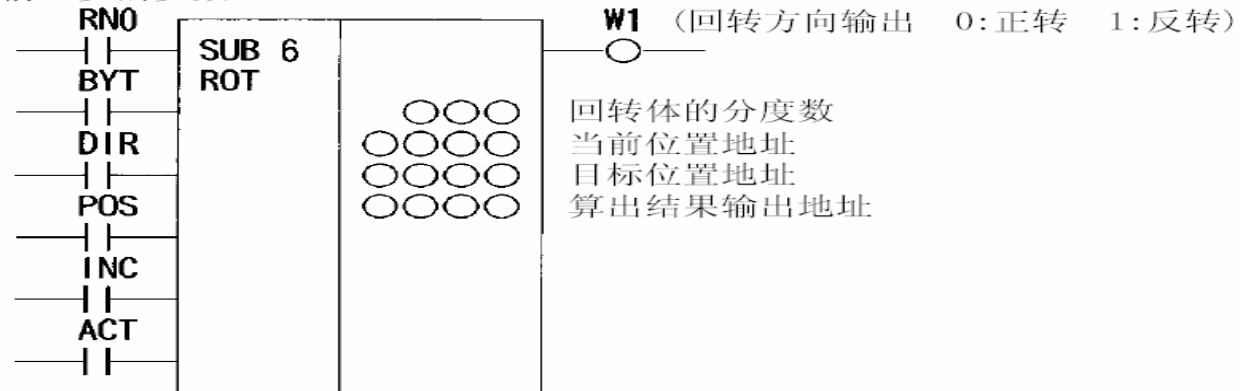 RN0
W1 (回转方向输出 0:正转 1:反转)
SUB 6
BYT
ROT
回转体的分度数
DIR
当前位置地址
目标位置地址
POS
算出结果输出地址
INC
ACT